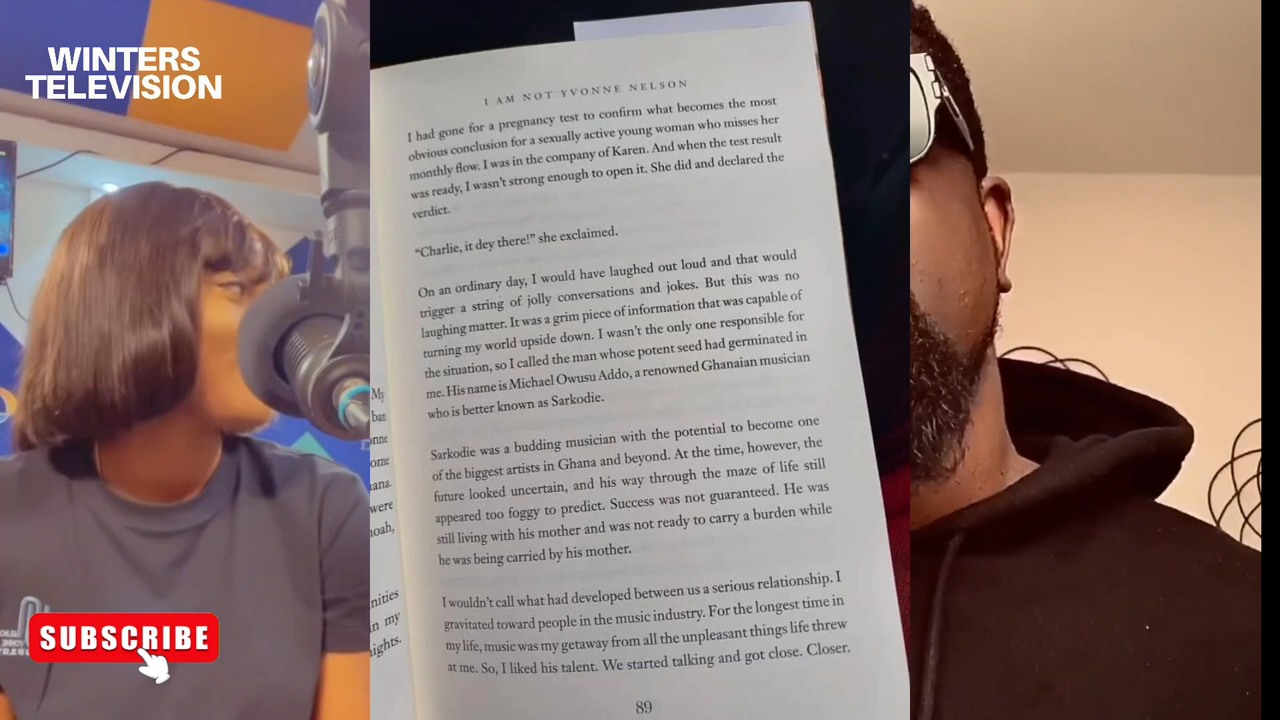 WINTERS
TELEVISION
SUBSCRIBE
My
ome
were
noah,
in my
I AM NOT YVONNE NELSON
I had gone for a pregnancy test to confirm what becomes the most
obvious conclusion for a sexually active young woman who misses her
monthly flow. I was in the company of Karen. And when the test result
was ready, I wasn't strong enough to open it. She did and declared the
verdict.
“Charlie, it dey there!” she exclaimed.
On an ordinary day, I would have laughed out loud and that would
trigger a string of jolly conversations and jokes. But this was no
laughing matter. It was a grim piece of information that was capable of
turning my world upside down. I wasn't the only one responsible for
the situation, so I called the man whose potent seed had germinated in
me. His name is Michael Owusu Addo, a renowned Ghanaian musician
who is better known as Sarkodie.
Sarkodie was a budding musician with the potential to become one
of the biggest artists in Ghana and beyond. At the time, however, the
future looked uncertain, and his way through the maze of life still
appeared too foggy to predict. Success was not guaranteed. He was
still living with his mother and was not ready to carry a burden while
he was being carried by his mother.
I wouldn't call what had developed between us a serious relationship. I
gravitated toward people in the music industry. For the longest time in
my life, music was my getaway from all the unpleasant things life threw
at me. So, I liked his talent. We started talking and got close. Closer.
89